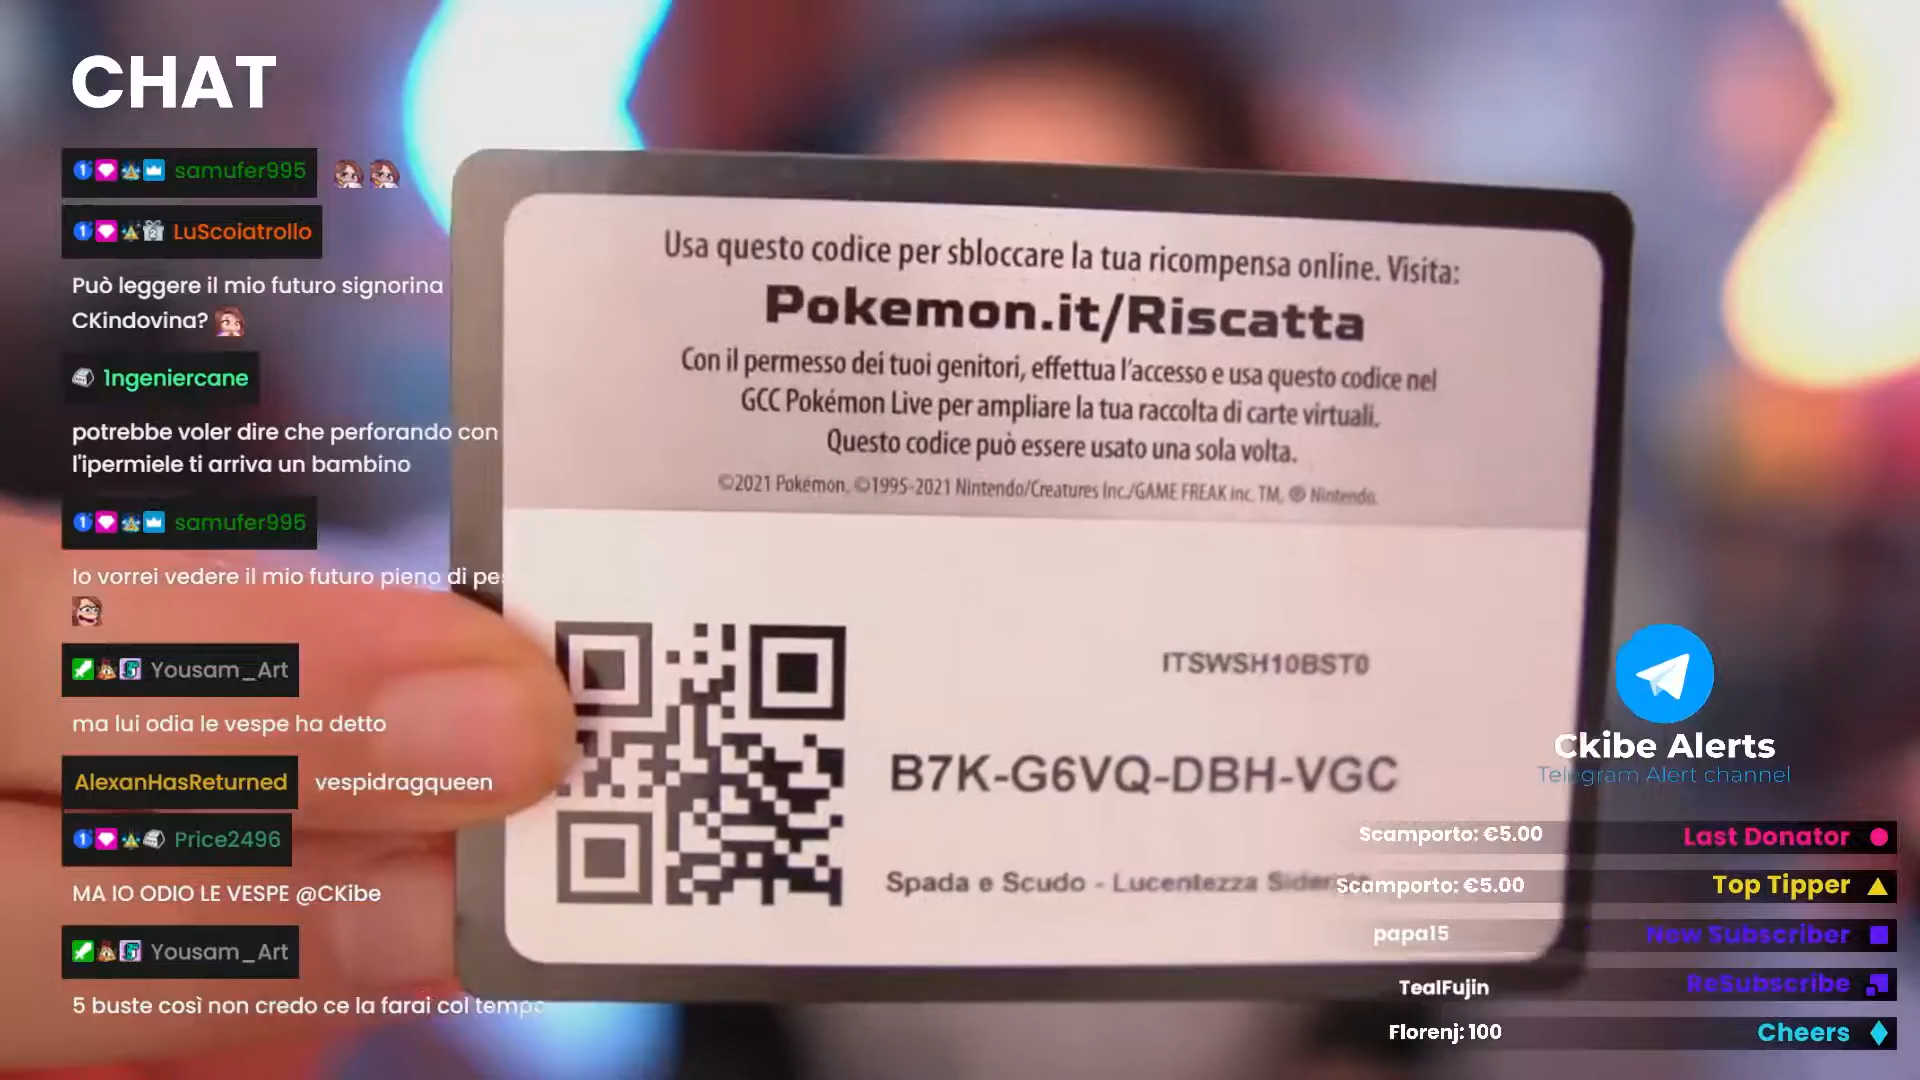 CHAT
samufer995
LuScoiatrollo
Può leggere il mio futuro signorina
CKindovina?
1ngeniercane
potrebbe voler dire che perforando con
l'ipermiele ti arriva un bambino
samufer995
Io vorrei vedere il mio futuro pieno di
Yousam_Art
ma lui odia le vespe ha detto
AlexanHasReturned vespidragqueen
Price2496
MA IO ODIO LE VESPE @CKibe
Yousam_Art
5 buste così non credo ce la farai col tempo
Usa questo codice per sbloccare la tua ricompensa online. Visita:
Pokemon.it/Riscatta
Con il permesso dei tuoi genitori, effettua l'accesso e usa questo codice nel
GCC Pokémon Live per ampliare la tua raccolta di carte virtuali.
Questo codice può essere usato una sola volta.
©2021 Pokémon. ©1995-2021 Nintendo/Creatures Inc./GAME FREAK inc. TM, ® Nintendo.
ITSWSH10BST0
B7K-G6VQ-DBH-VGC
Spada e Scudo - Lucentezza
Ckibe Alerts
Telegram Alert channel
Scamporto: €5.00 Last Donator
Scamporto: €5.00 Top Tipper
papa15 New Subscriber
TealFujin ReSubscribe
Florenj: 100 Cheers